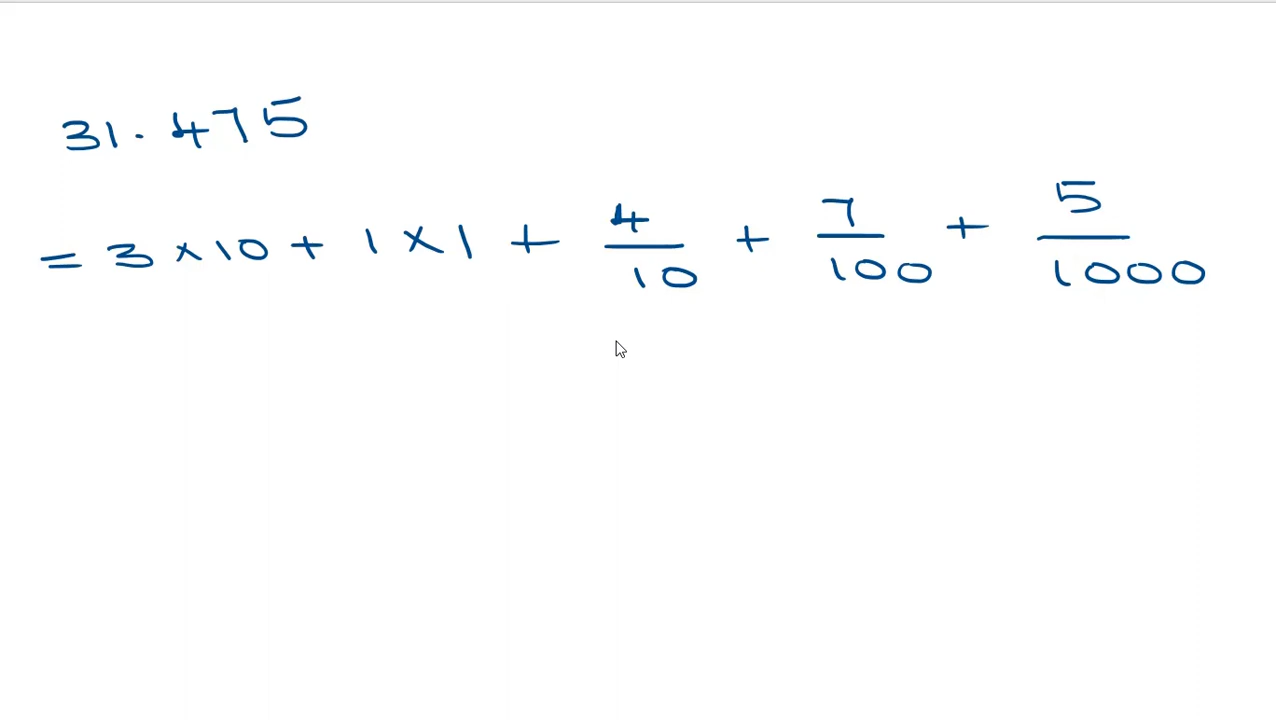 31.475
= 3 × 10 + 1 × 1 + 4/10 + 7/100 + 5/1000